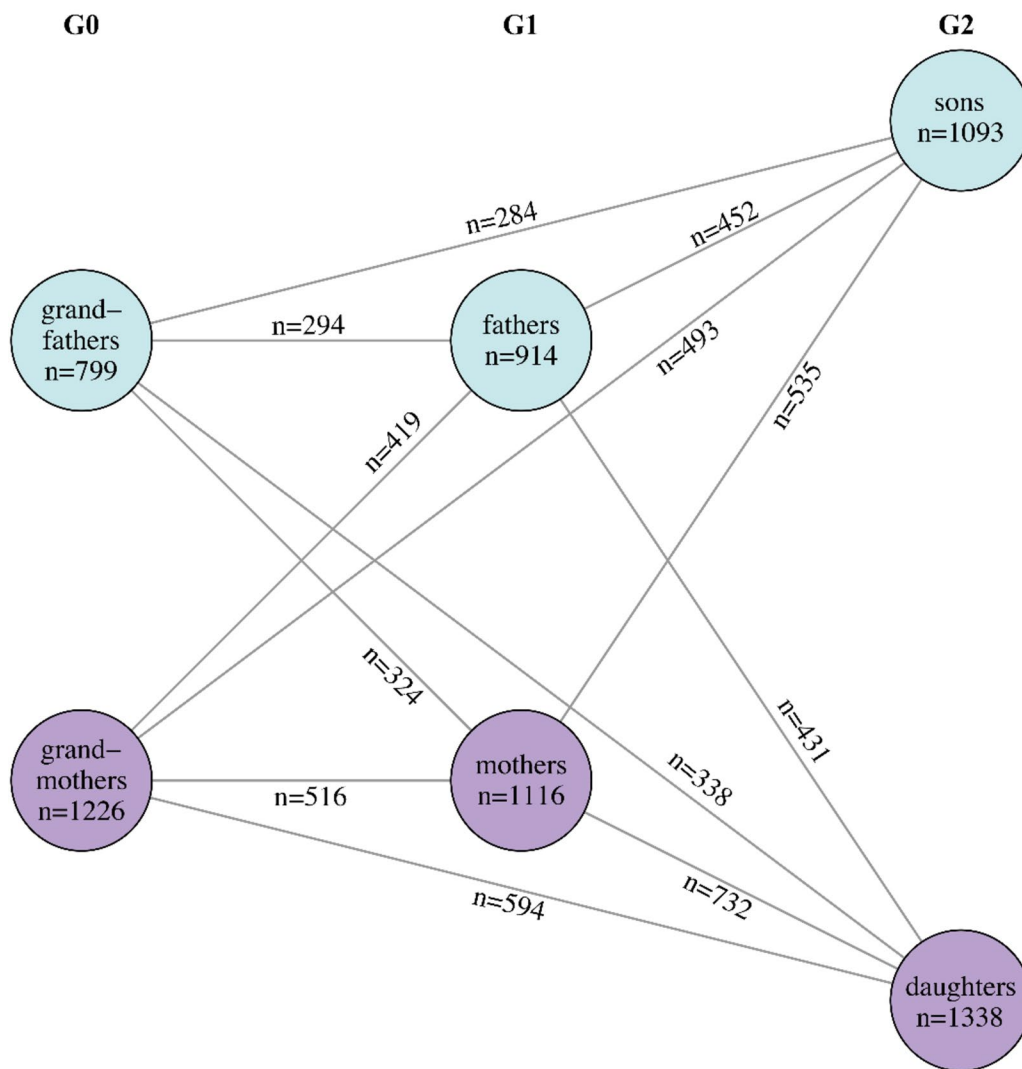 G0
G1
G2
sons
n=1093
n=284
n=452
grand−
fathers
n=799
n=294
fathers
n=914
n=493
n=535
n=419
n=324
n=431
grand−
mothers
n=1226
n=516
mothers
n=1116
n=338
n=732
n=594
daughters
n=1338